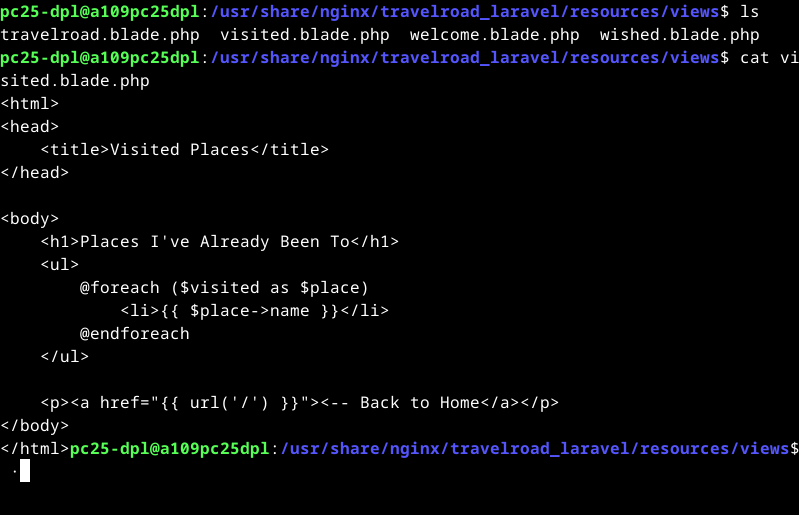 pc25-dpl@a109pc25dpl:/usr/share/nginx/travelroad_laravel/resources/views$ ls
travelroad.blade.php  visited.blade.php  welcome.blade.php  wished.blade.php
pc25-dpl@a109pc25dpl:/usr/share/nginx/travelroad_laravel/resources/views$ cat vi
sited.blade.php
<html>
<head>
    <title>Visited Places</title>
</head>

<body>
    <h1>Places I've Already Been To</h1>
    <ul>
        @foreach ($visited as $place)
            <li>{{ $place->name }}</li>
        @endforeach
    </ul>

    <p><a href="{{ url('/') }}"><-- Back to Home</a></p>
</body>
</html>pc25-dpl@a109pc25dpl:/usr/share/nginx/travelroad_laravel/resources/views$
 ·